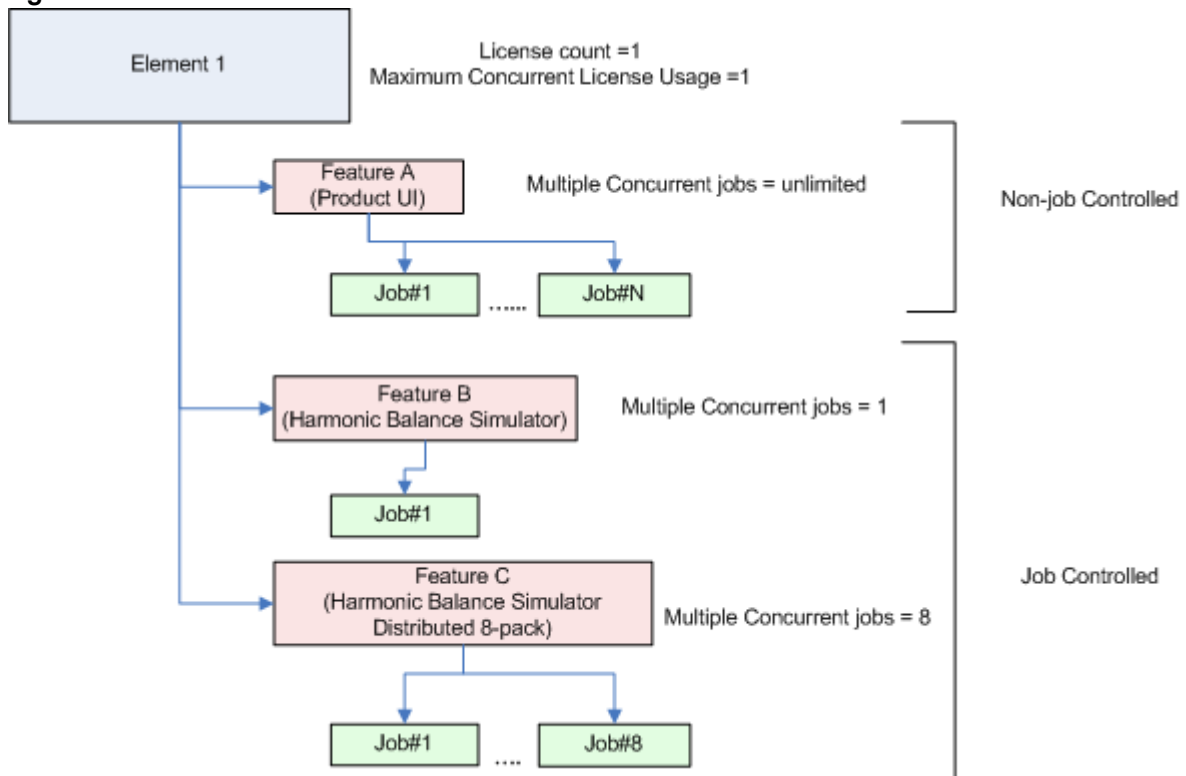 Element 1
License count =1
Maximum Concurrent License Usage =1
Feature A
(Product UI)
Multiple Concurrent jobs = unlimited
Non-job Controlled
Job#1
......
Job#N
Feature B
(Harmonic Balance Simulator)
Multiple Concurrent jobs = 1
Job#1
Job Controlled
Feature C
(Harmonic Balance Simulator
Distributed 8-pack)
Multiple Concurrent jobs = 8
Job#1
....
Job#8